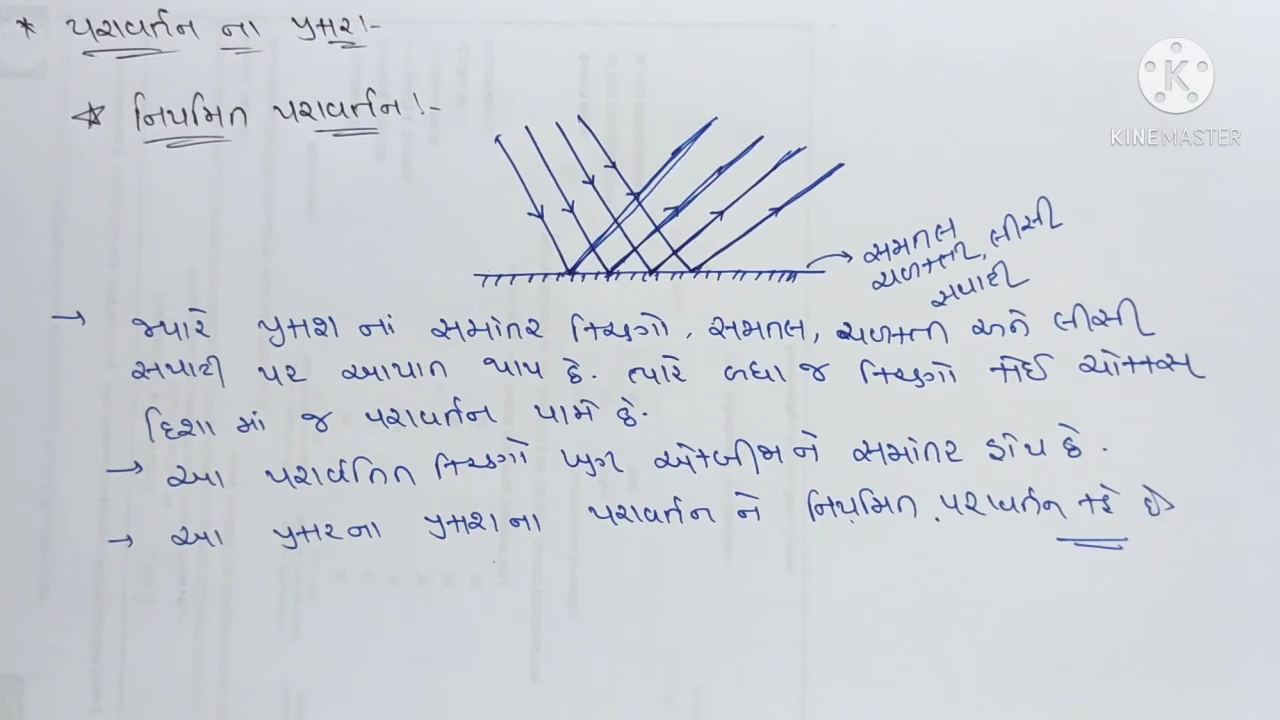 * પરાવર્તન ના પ્રકાર :-
☆ નિયમિત પરાવર્તન :-
KINEMASTER
→ સમતલ
ચળકતી, લીસી
સપાટી
→ જ્યારે પ્રકાશ નાં સમાંતર કિરણો, સમતલ, ચળકતી અને લીસી
સપાટી પર આપાત થાય છે. ત્યારે બધા જ કિરણો કોઈ ચોક્કસ
દિશા માં જ પરાવર્તન પામે છે.
→ આ પરાવર્તિત કિરણો પણ એકબીજા ને સમાંતર હોય છે.
→ આ પ્રકારના પ્રકાશ ના પરાવર્તન ને નિયમિત પરાવર્તન કહે છે